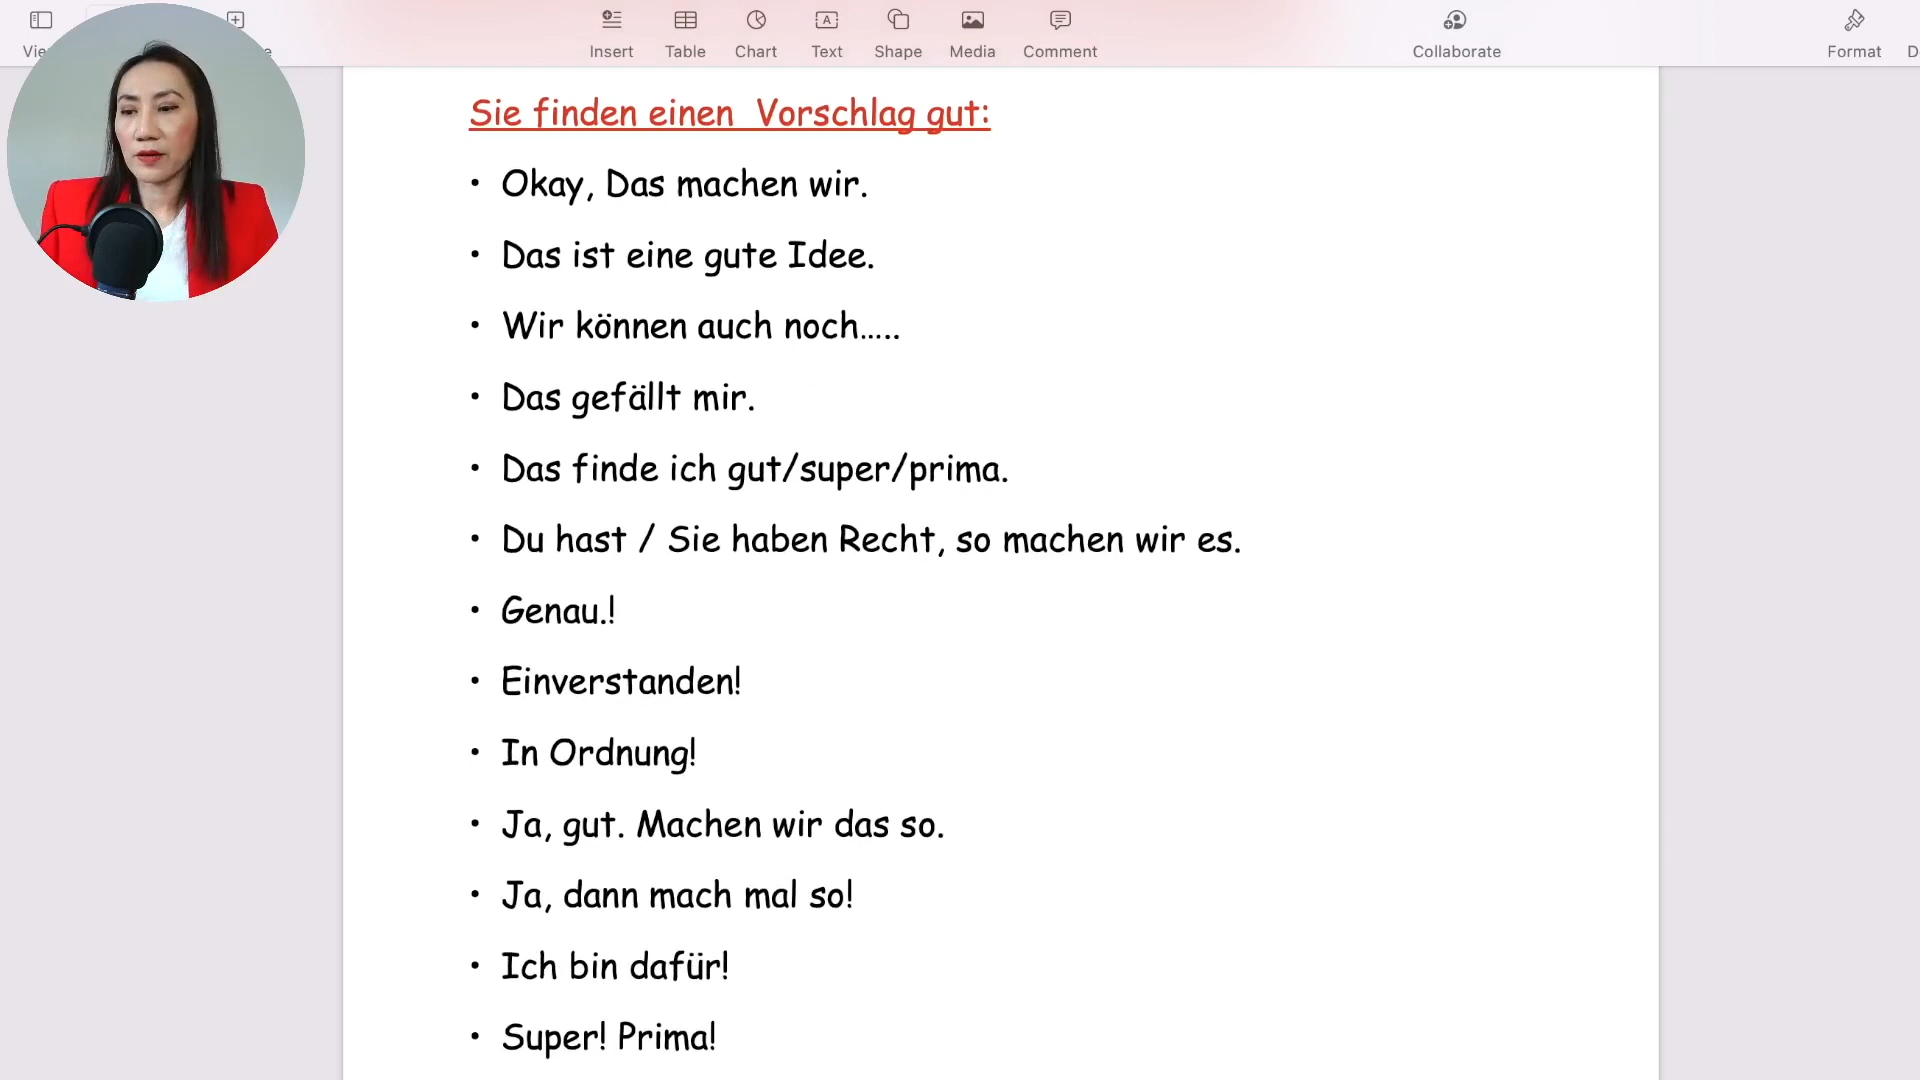 Insert Table Chart Text Shape Media Comment Collaborate Format
Sie finden einen Vorschlag gut:
• Okay, Das machen wir.
• Das ist eine gute Idee.
• Wir können auch noch.....
• Das gefällt mir.
• Das finde ich gut/super/prima.
• Du hast / Sie haben Recht, so machen wir es.
• Genau.!
• Einverstanden!
• In Ordnung!
• Ja, gut. Machen wir das so.
• Ja, dann mach mal so!
• Ich bin dafür!
• Super! Prima!